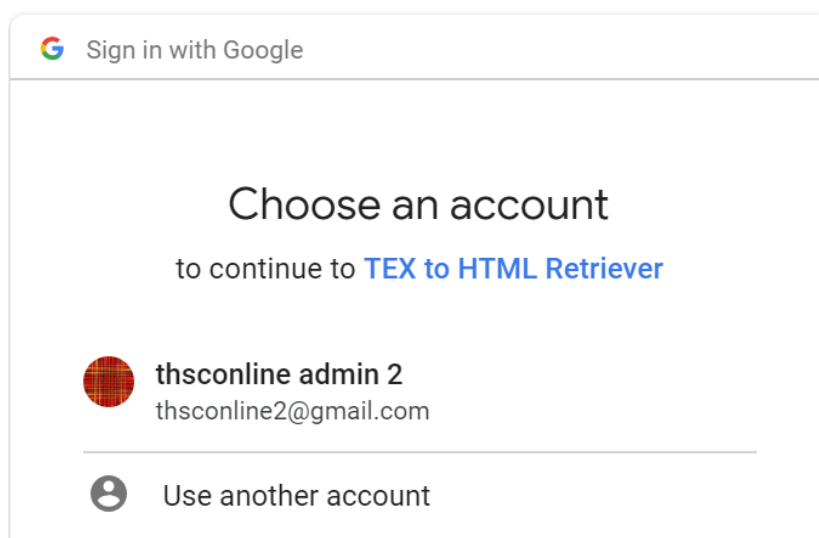 Sign in with Google
Choose an account
to continue to TEX to HTML Retriever
thsconline admin 2
thsconline2@gmail.com
Use another account